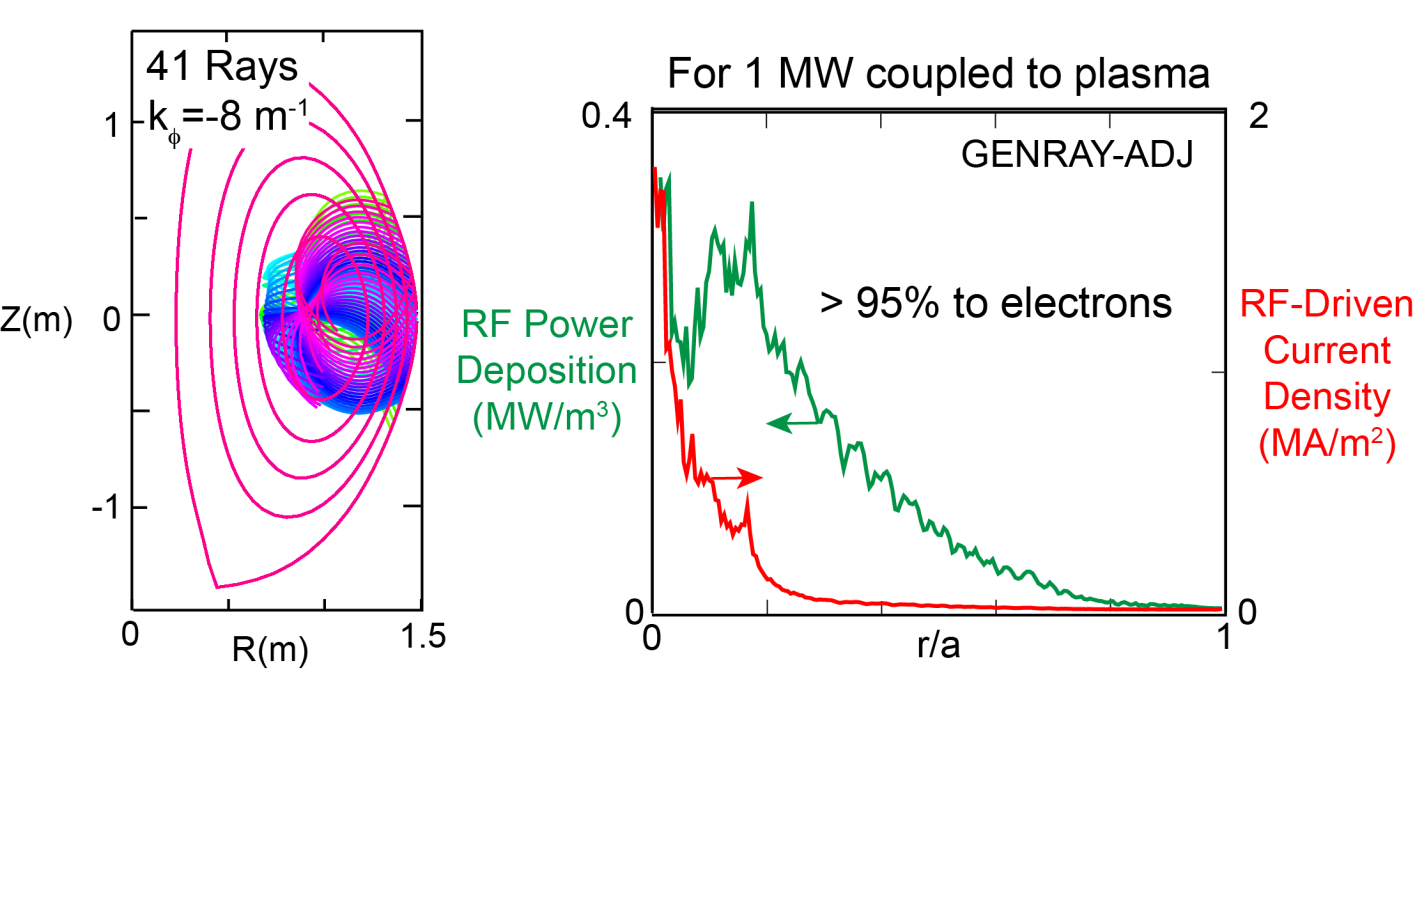 41 Rays
kϕ=-8 m-1
1
Z(m)
0
-1
0
R(m)
1.5
For 1 MW coupled to plasma
0.4
2
GENRAY-ADJ
> 95% to electrons
RF Power
Deposition
(MW/m3)
RF-Driven
Current
Density
(MA/m2)
0
0
0
r/a
1